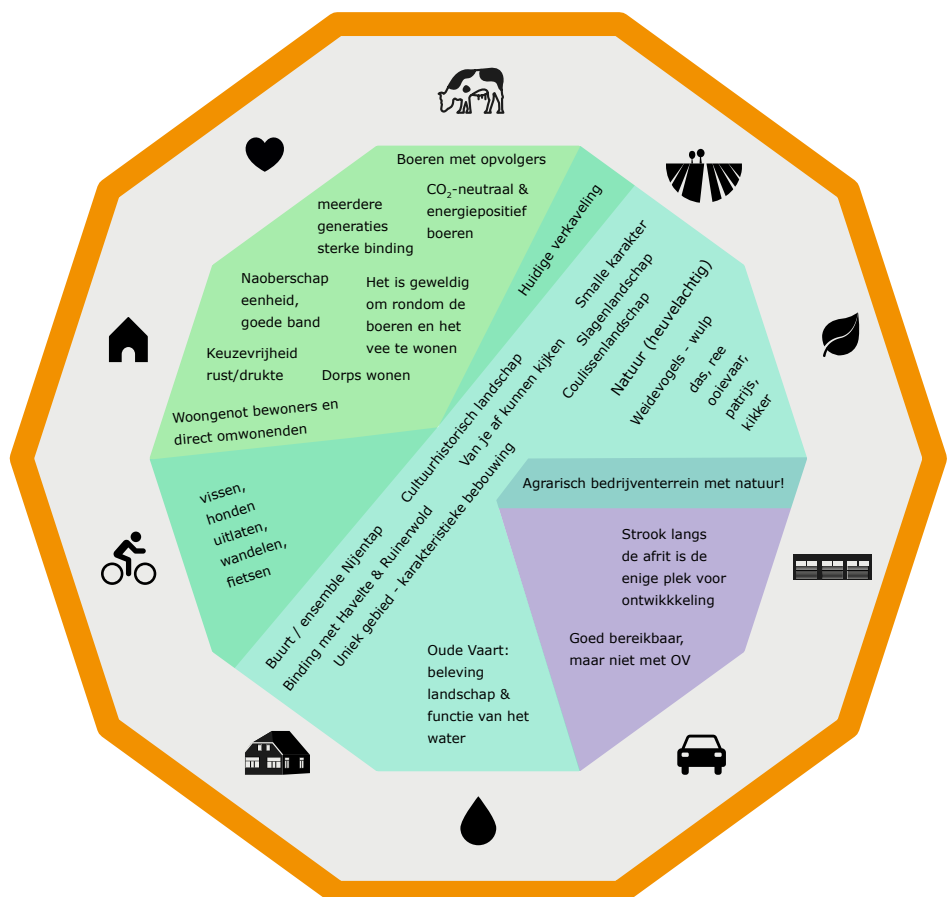 Boeren met opvolgers
CO₂-neutraal &
energiepositief
boeren
meerdere
generaties
sterke binding
Naoberschap
eenheid,
goede band
Het is geweldig
om rondom de
boeren en het
vee te wonen
Keuzevrijheid
rust/drukte
Dorps wonen
Woongenot bewoners en
direct omwonenden
Huidige verkaveling
Smalle karakter
Slagenlandschap
Coulissenlandschap
Natuur (heuvelachtig)
Weidevogels - wulp
das, ree
ooievaar,
patrijs,
kikker
Cultuurhistorisch landschap
Van je af kunnen kijken
Buurt / ensemble Nijentap
Binding met Havelte & Ruinerwold
Uniek gebied - karakteristieke bebouwing
vissen,
honden
uitlaten,
wandelen,
fietsen
Agrarisch bedrijventerrein met natuur!
Strook langs
de afrit is de
enige plek voor
ontwikkkeling
Goed bereikbaar,
maar niet met OV
Oude Vaart:
beleving
landschap &
functie van het
water